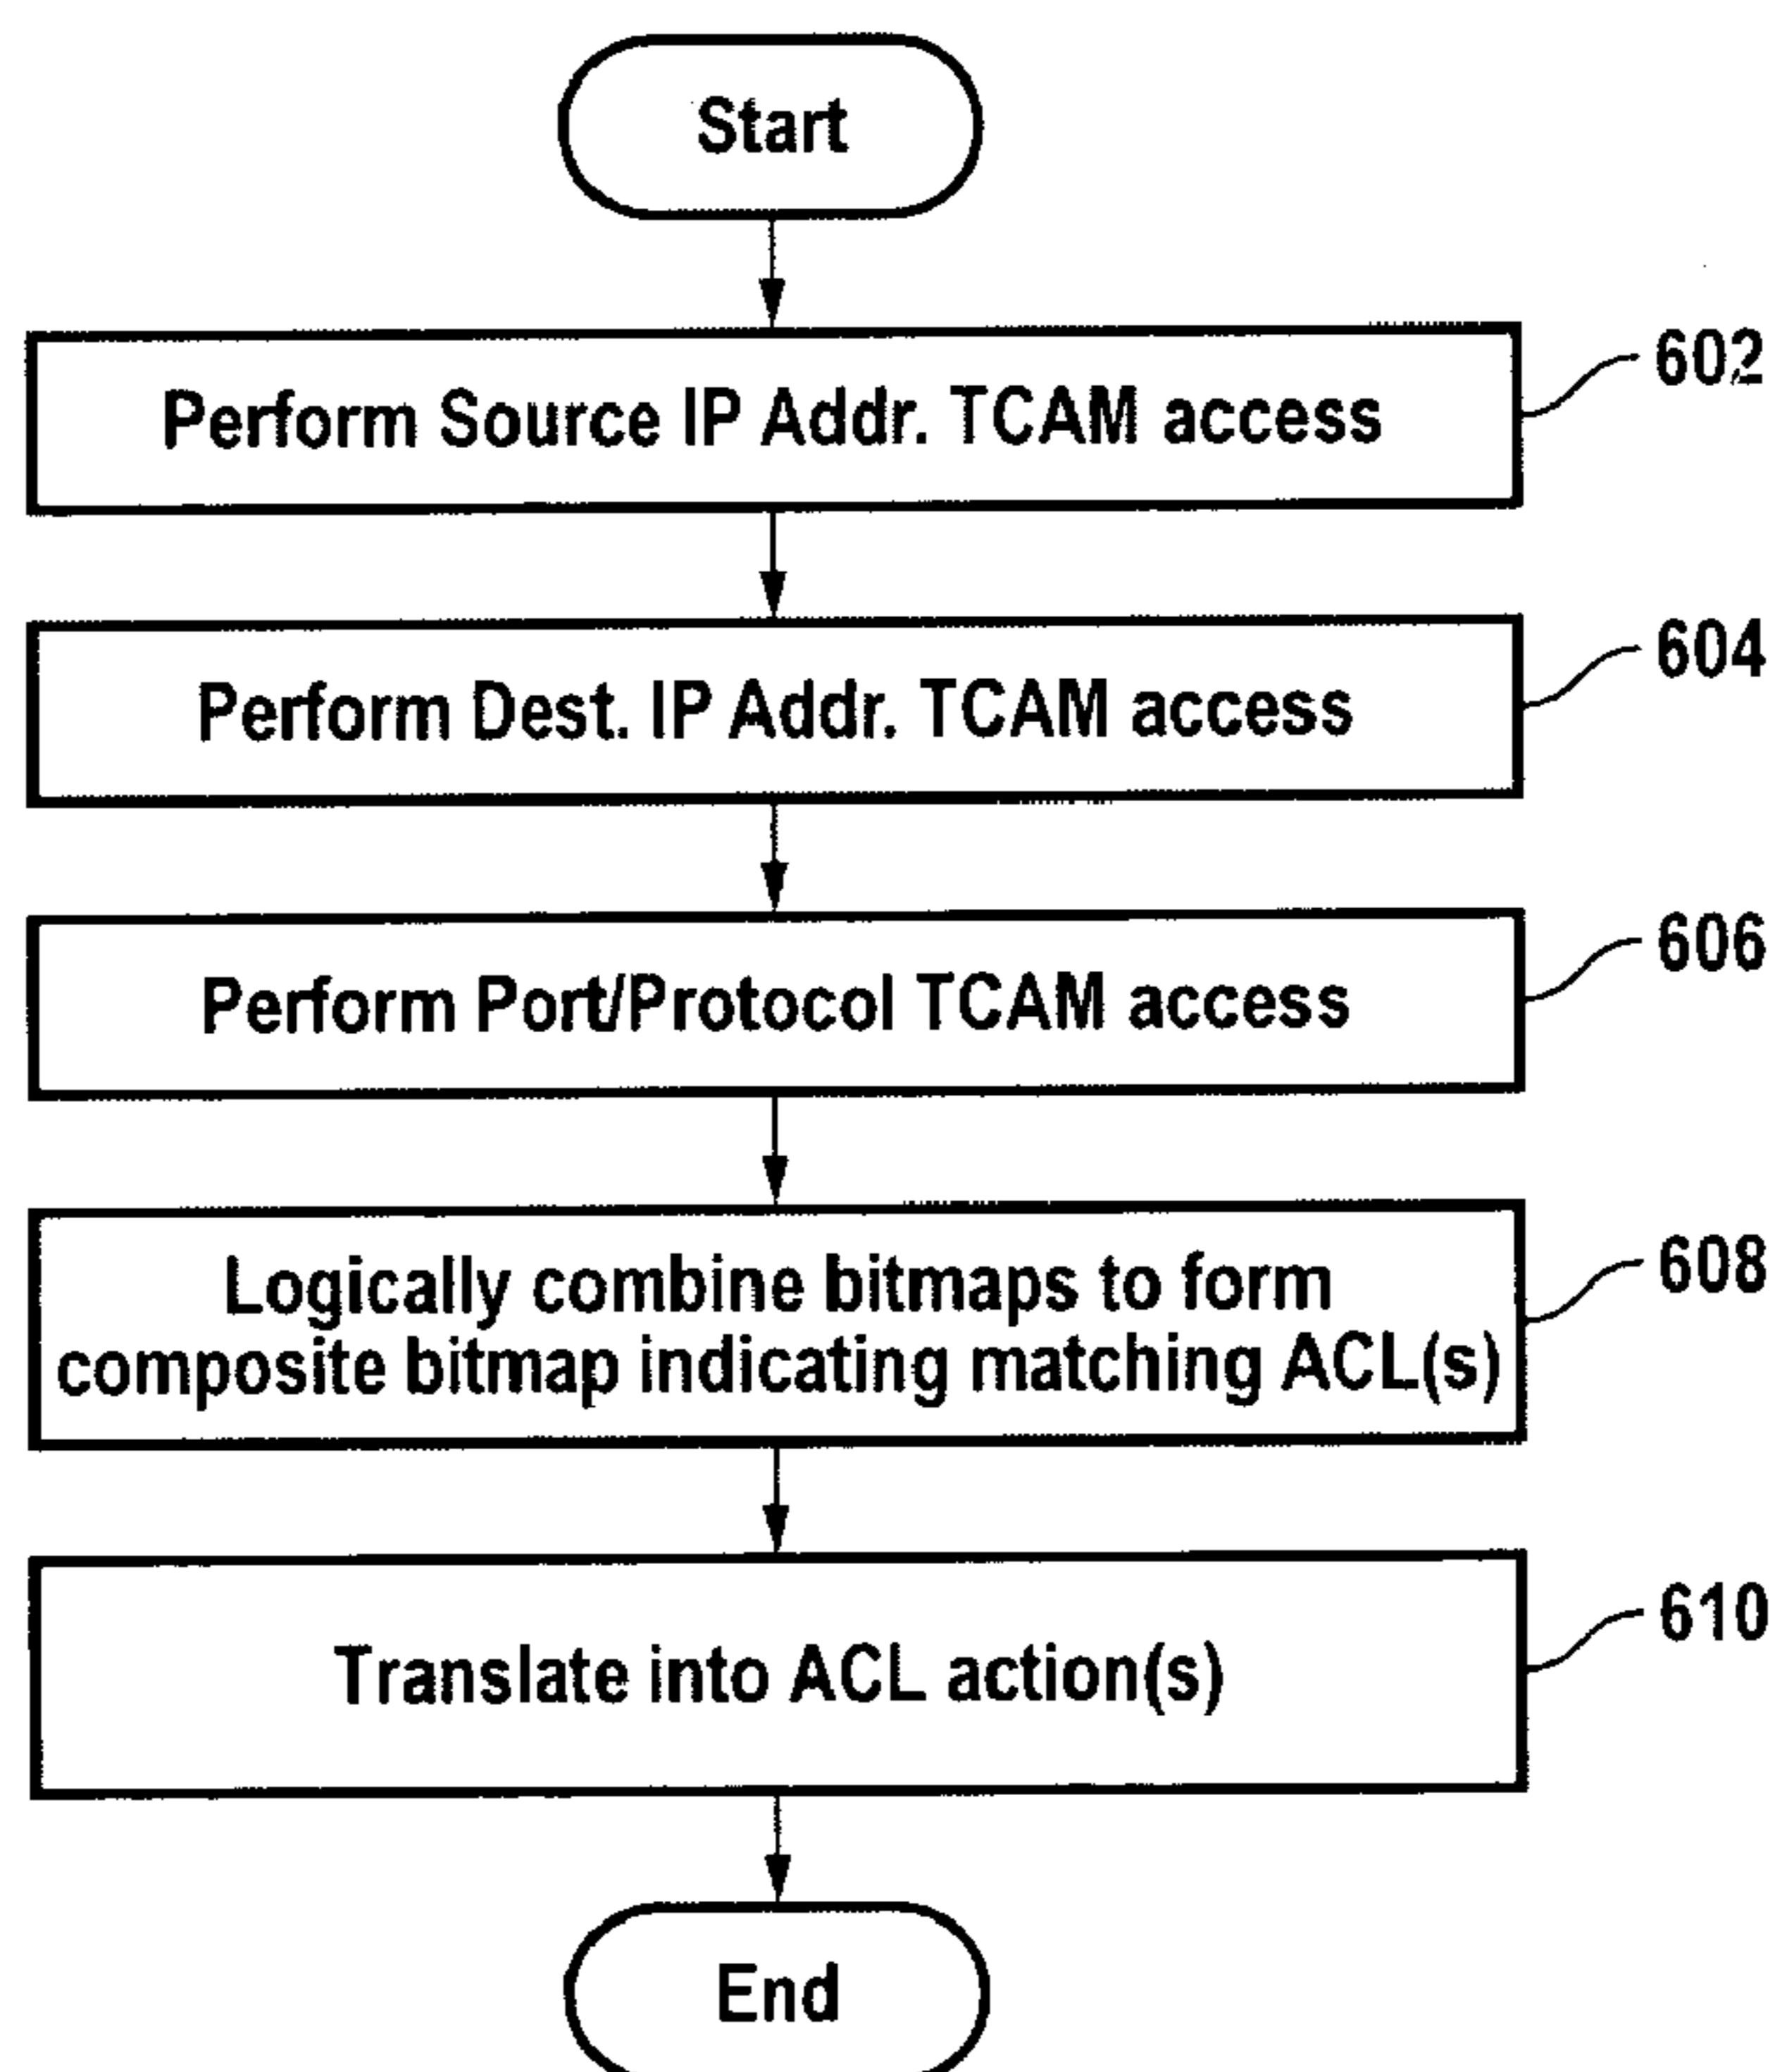 Start
Perform Source IP Addr. TCAM access
602
Perform Dest. IP Addr. TCAM access
604
Perform Port/Protocol TCAM access
606
Logically combine bitmaps to form
composite bitmap indicating matching ACL(s)
608
Translate into ACL action(s)
610
End